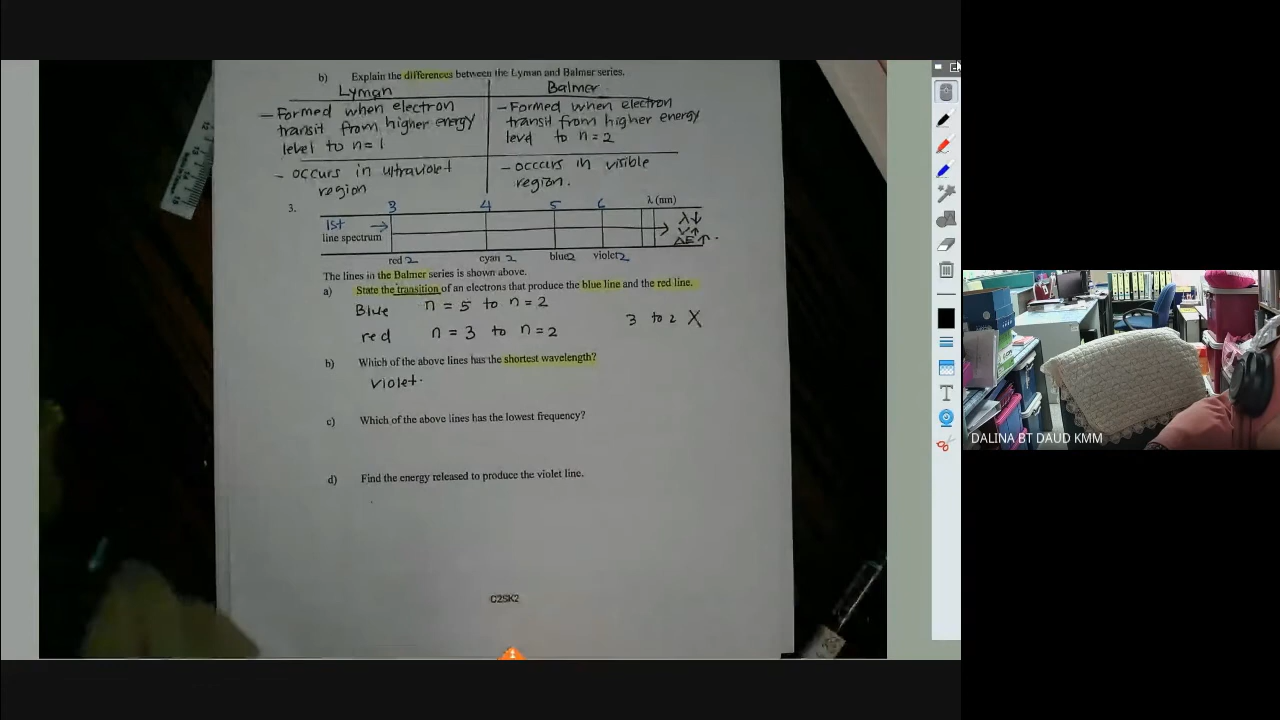 b) Explain the differences between the Lyman and Balmer series.
Lyman
- Formed when electron
transit from higher energy
level to n = 1
- occurs in ultraviolet
region
Balmer
- Formed when electron
transit from higher energy
level to n = 2
- occurs in visible
region.
3. 3 4 5 6 λ (nm)
1st →
line spectrum
λ↓
ν↑
ΔE↑.
red 2 cyan 2 blue2 violet2
The lines in the Balmer series is shown above.
a) State the transition of an electrons that produce the blue line and the red line.
Blue n = 5 to n = 2
red n = 3 to n = 2
3 to 2 X
b) Which of the above lines has the shortest wavelength?
violet.
c) Which of the above lines has the lowest frequency?
d) Find the energy released to produce the violet line.
C2SK2
T
DALINA BT DAUD KMM